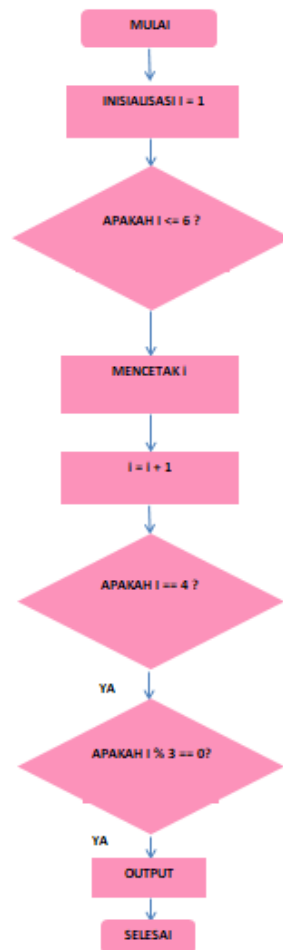 MULAI
INISIALISASI I = 1
APAKAH I <= 6 ?
MENCETAK i
i = i + 1
APAKAH I == 4 ?
YA
APAKAH I % 3 == 0?
YA
OUTPUT
SELESAI